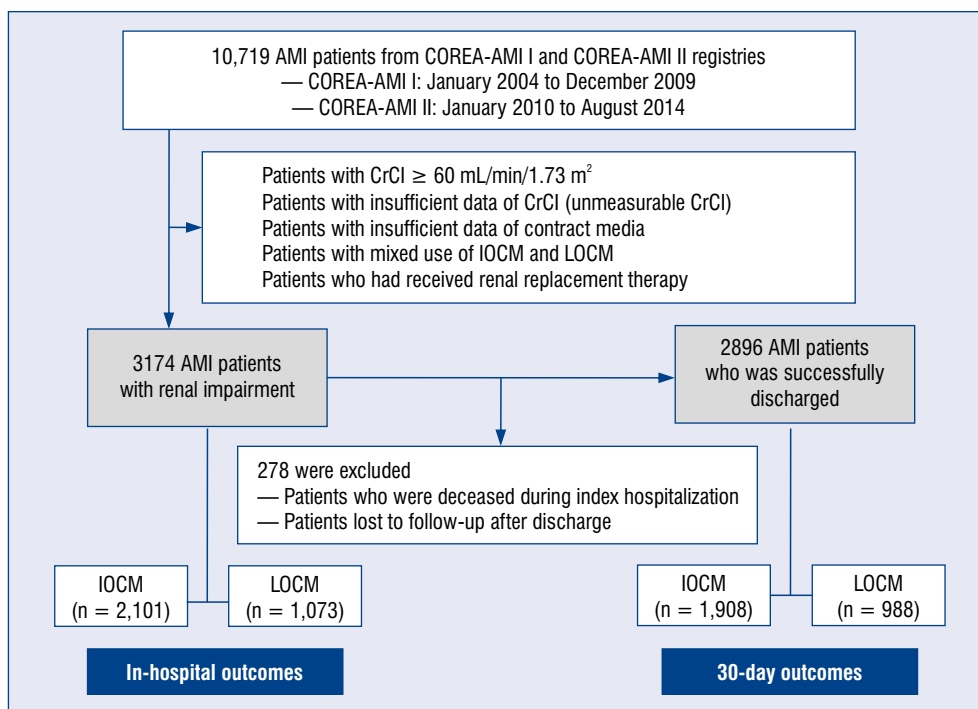 10,719 AMI patients from COREA-AMI I and COREA-AMI II registries
— COREA-AMI I: January 2004 to December 2009
— COREA-AMI II: January 2010 to August 2014
Patients with CrCl ≥ 60 mL/min/1.73 m²
Patients with insufficient data of CrCl (unmeasurable CrCl)
Patients with insufficient data of contract media
Patients with mixed use of IOCM and LOCM
Patients who had received renal replacement therapy
3174 AMI patients
with renal impairment
2896 AMI patients
who was successfully
discharged
278 were excluded
— Patients who were deceased during index hospitalization
— Patients lost to follow-up after discharge
IOCM
(n = 2,101)
LOCM
(n = 1,073)
IOCM
(n = 1,908)
LOCM
(n = 988)
In-hospital outcomes
30-day outcomes